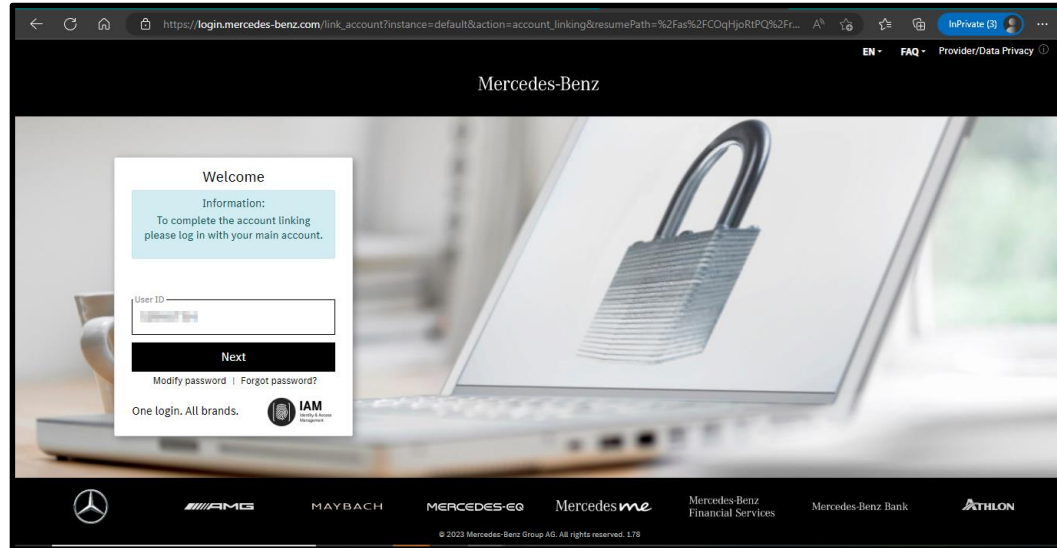 https://login.mercedes-benz.com/link_account?instance=default&action=account_linking&resumePath=%2Fas%2FCOqHjoRtPQ%2Fr...
InPrivate (3)
EN FAQ Provider/Data Privacy
Mercedes-Benz
Welcome
Information:
To complete the account linking
please log in with your main account.
User ID
Next
Modify password | Forgot password?
One login. All brands.
IAM
Identity & Access
Management
AMG
MAYBACH
MERCEDES-EQ
Mercedes me
Mercedes-Benz
Financial Services
Mercedes-Benz Bank
ATHLON
© 2023 Mercedes-Benz Group AG. All rights reserved. 1.78